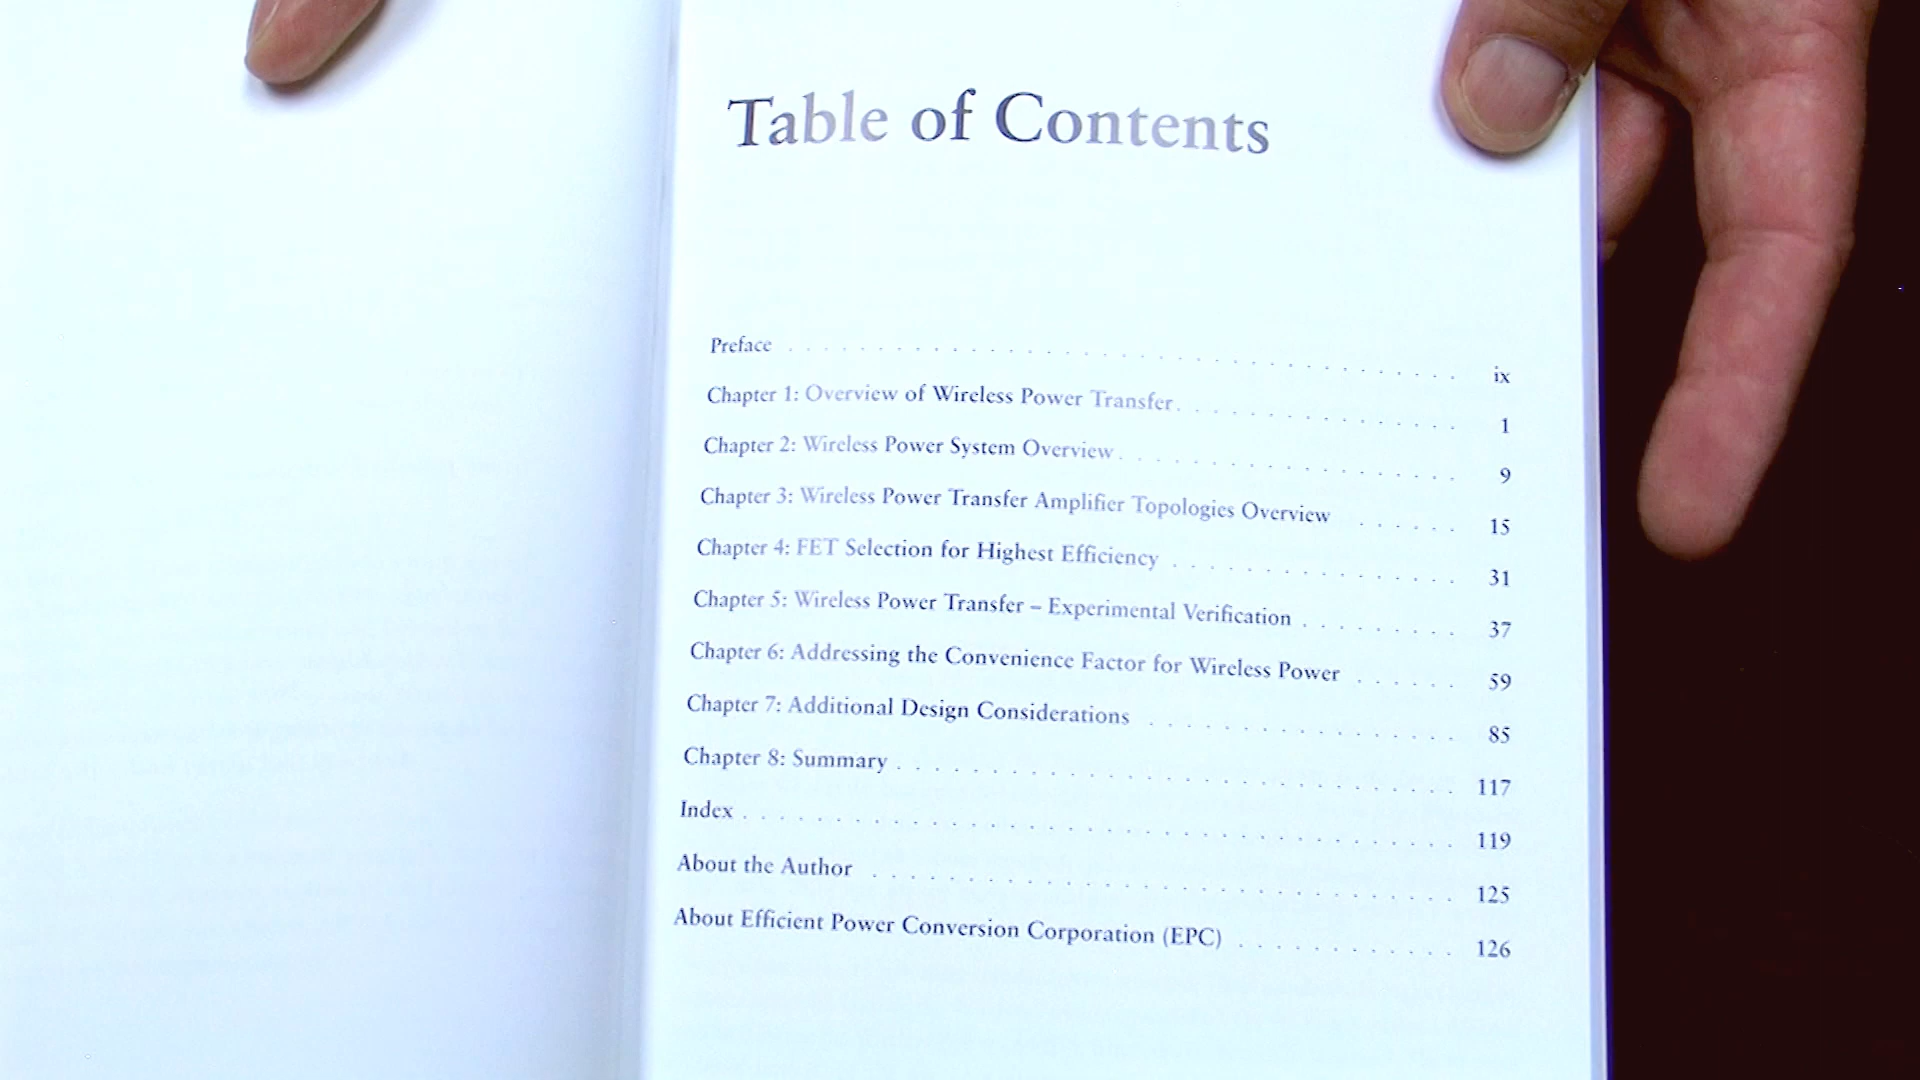 Table of Contents
Preface . . . . . . . . . . . . . . . . . . . . . . . . . . . . . . . . . . . . ix
Chapter 1: Overview of Wireless Power Transfer. . . . . . . . . . . . . . . 1
Chapter 2: Wireless Power System Overview . . . . . . . . . . . . . . . . . . 9
Chapter 3: Wireless Power Transfer Amplifier Topologies Overview . . . . . . 15
Chapter 4: FET Selection for Highest Efficiency . . . . . . . . . . . . . . . 31
Chapter 5: Wireless Power Transfer – Experimental Verification . . . . . . . . . 37
Chapter 6: Addressing the Convenience Factor for Wireless Power . . . . . . 59
Chapter 7: Additional Design Considerations . . . . . . . . . . . . . . . . . 85
Chapter 8: Summary . . . . . . . . . . . . . . . . . . . . . . . . . . . . . . 117
Index . . . . . . . . . . . . . . . . . . . . . . . . . . . . . . . . . . . . . . 119
About the Author . . . . . . . . . . . . . . . . . . . . . . . . . . . . . . . 125
About Efficient Power Conversion Corporation (EPC) . . . . . . . . . . . . 126